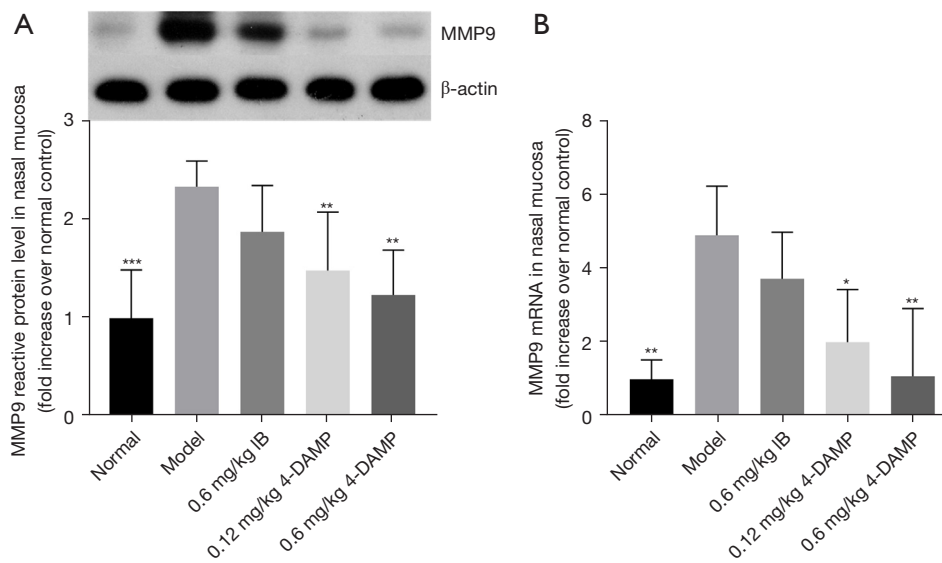 A
MMP9
β-actin
MMP9 reactive protein level in nasal mucosa
(fold increase over normal control)
3
2
1
0
***
**
**
Normal
Model
0.6 mg/kg IB
0.12 mg/kg 4-DAMP
0.6 mg/kg 4-DAMP
B
MMP9 mRNA in nasal mucosa
(fold increase over normal control)
8
6
4
2
0
**
*
**
Normal
Model
0.6 mg/kg IB
0.12 mg/kg 4-DAMP
0.6 mg/kg 4-DAMP